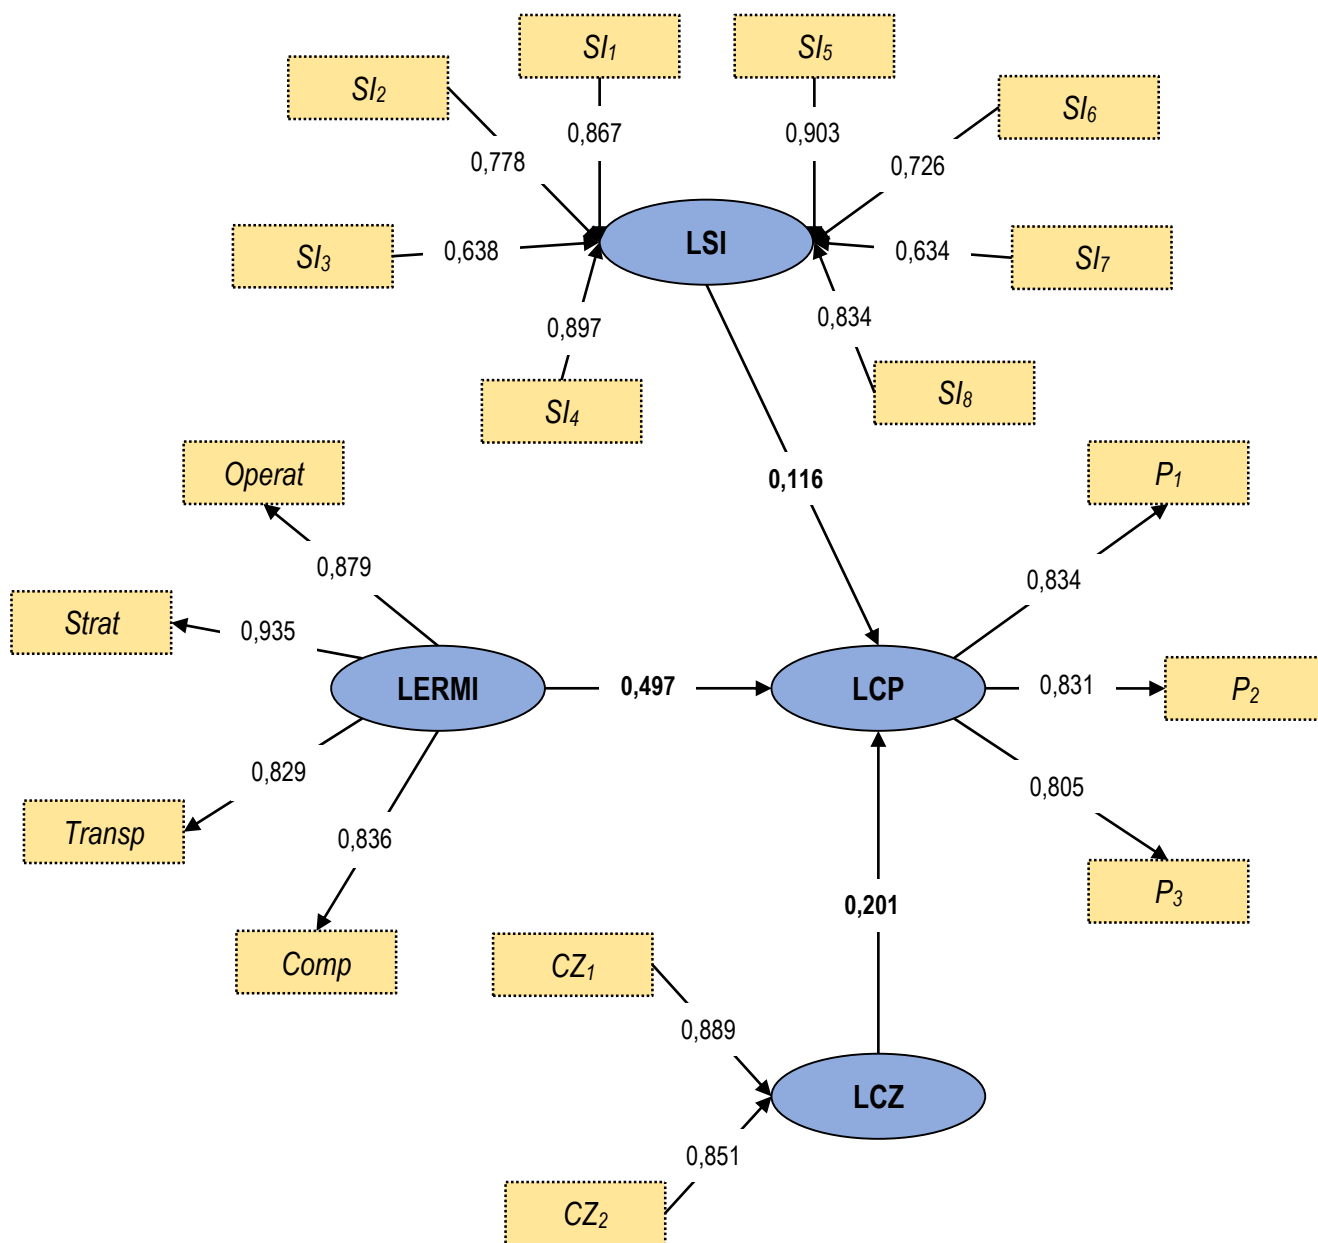 SI1
SI5
SI2
SI6
0,867
0,903
0,778
0,726
LSI
SI3
0,638
0,634
SI7
0,897
0,834
SI4
SI8
Operat
0,116
P1
0,879
0,834
Strat
0,935
LERMI
0,497
LCP
0,831
P2
0,829
0,805
Transp
0,836
0,201
P3
Comp
CZ1
0,889
LCZ
0,851
CZ2